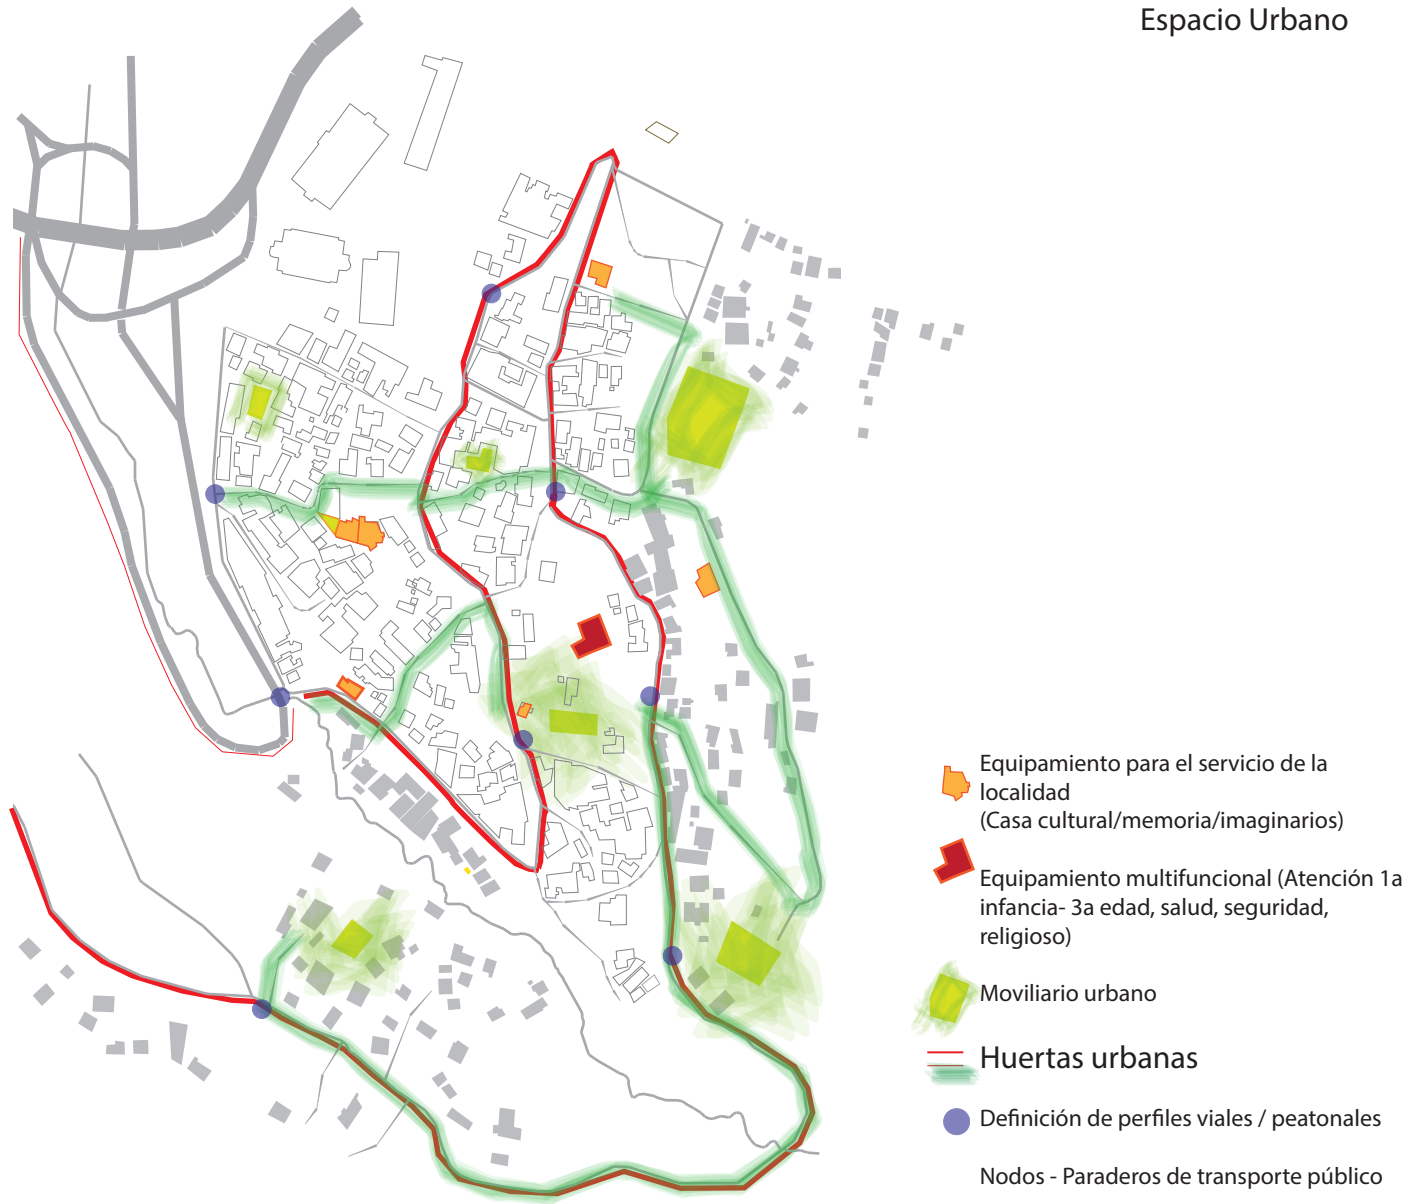 Espacio Urbano
Equipamiento para el servicio de la
localidad
(Casa cultural/memoria/imaginarios)
Equipamiento multifuncional (Atención 1a
infancia- 3a edad, salud, seguridad,
religioso)
Moviliario urbano
Huertas urbanas
Definición de perfiles viales / peatonales
Nodos - Paraderos de transporte público